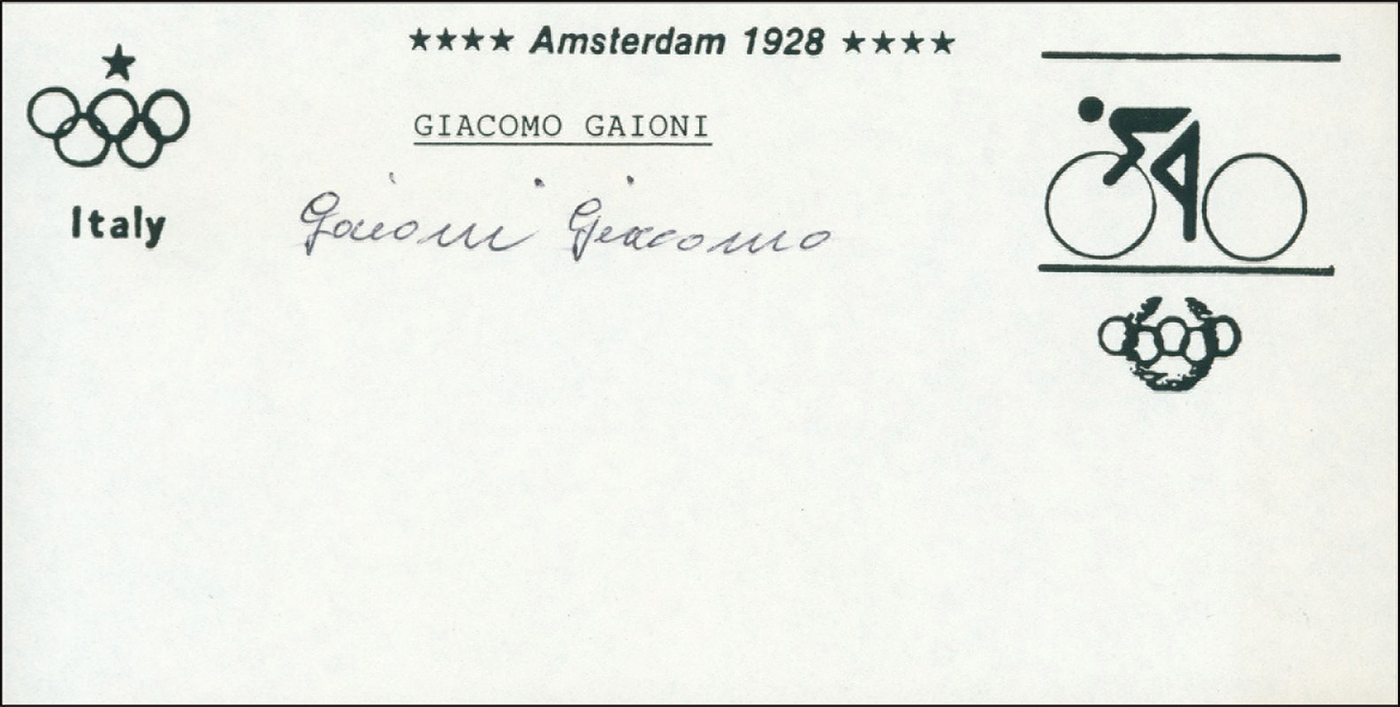 ★★★★ Amsterdam 1928 ★★★★
GIACOMO GAIONI
Italy
Gaioni Giacomo